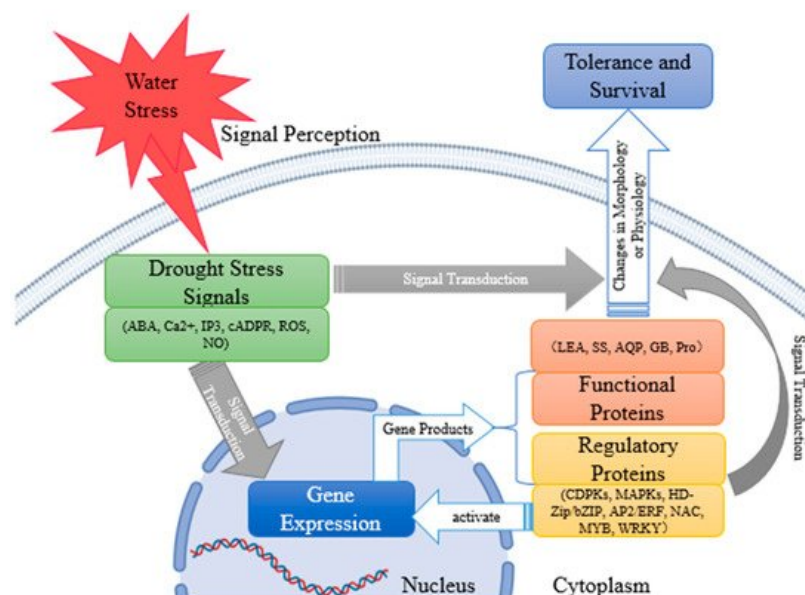 Water
Stress
Signal Perception
Tolerance and
Survival
Changes in Morphology
or Physiology
Drought Stress
Signals
(ABA, Ca2+, IP3, cADPR, ROS,
NO)
Signal Transduction
Signal
Transduction
Signal Transduction
(LEA, SS, AQP, GB, Pro)
Functional
Proteins
Gene Products
Regulatory
Proteins
(CDPKs, MAPKs, HD-
Zip/bZIP, AP2/ERF, NAC,
MYB, WRKY)
Gene
Expression
activate
Nucleus
Cytoplasm